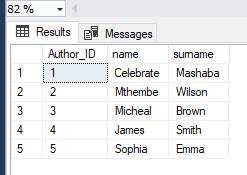 82 %
Results Messages
Author_ID name surname
1 1 Celebrate Mashaba
2 2 Mthembe Wilson
3 3 Micheal Brown
4 4 James Smith
5 5 Sophia Emma